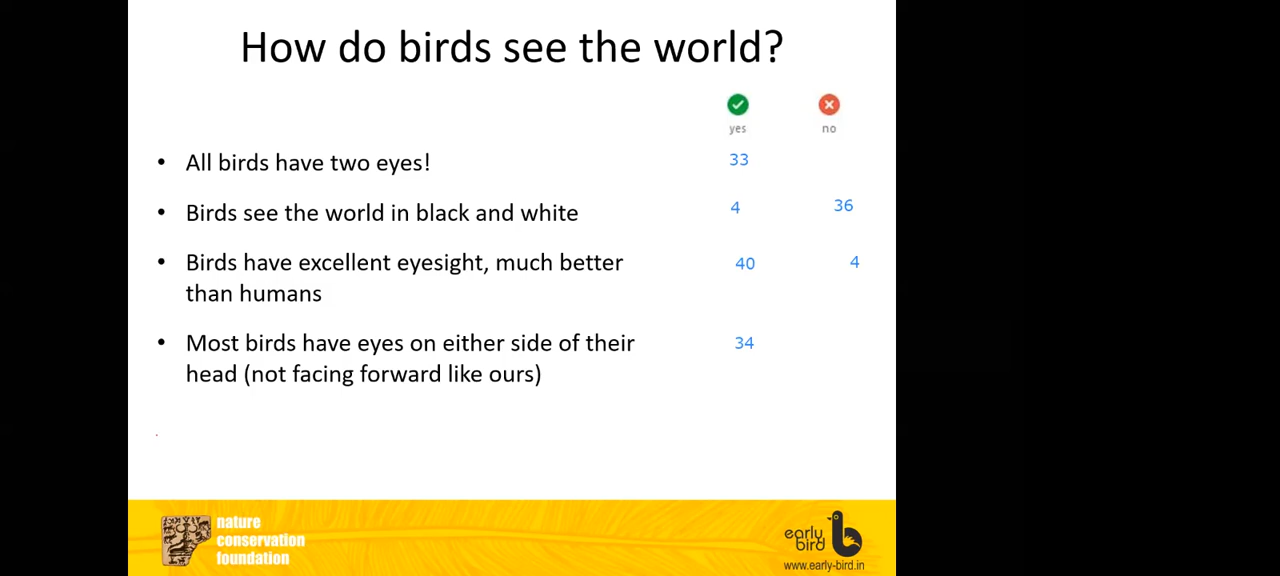 How do birds see the world?
yes no
• All birds have two eyes! 33
• Birds see the world in black and white 4 36
• Birds have excellent eyesight, much better 40 4
than humans
• Most birds have eyes on either side of their 34
head (not facing forward like ours)
nature
conservation
foundation
early
bird
www.early-bird.in